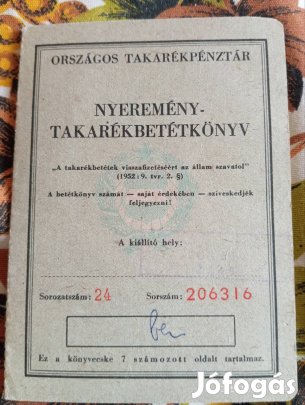 ORSZÁGOS TAKARÉKPÉNZTÁR
NYEREMÉNY-
TAKARÉKBETÉTKÖNYV
„A takarékbetétek visszafizetéséért az állam szavatol"
(1952 : 9. tvr. 2. §)
A betétkönyv számát — saját érdekében — sziveskedjék
feljegyezni!
A kiállító hely:
Sorozatszám: 24 Sorszám: 206316
Ez a könyvecske 7 számozott oldalt tartalmaz.
Jófogás